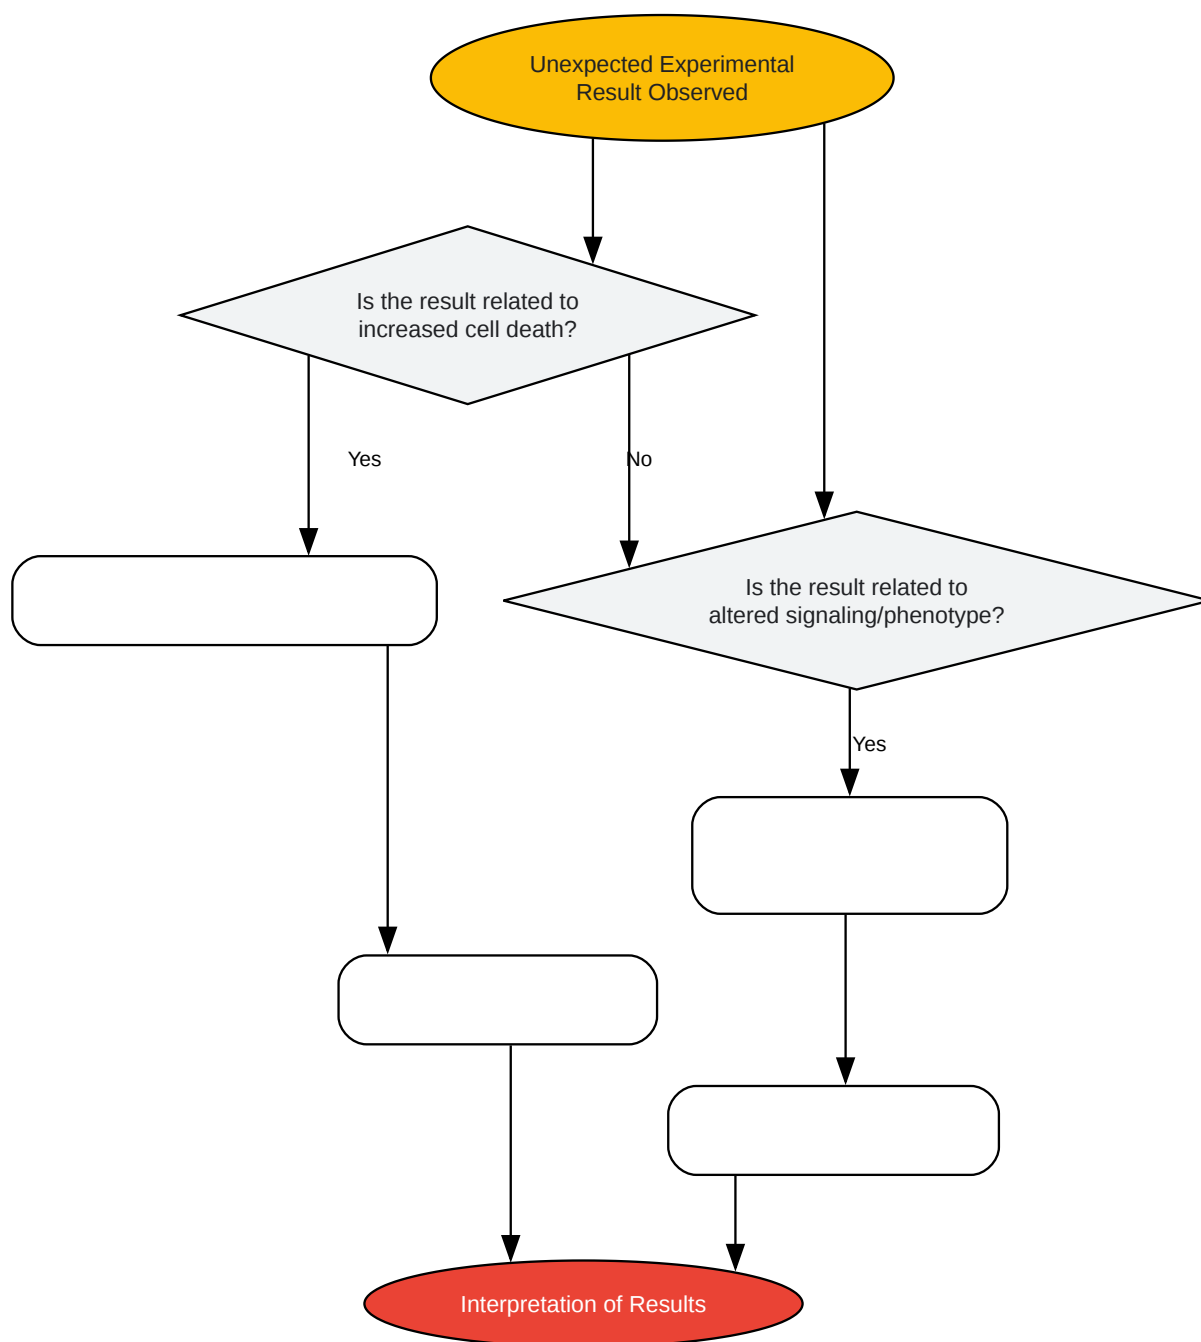 Unexpected Experimental
Result Observed
Is the result related to
increased cell death?
Yes
No
Is the result related to
altered signaling/phenotype?
Yes
Interpretation of Results